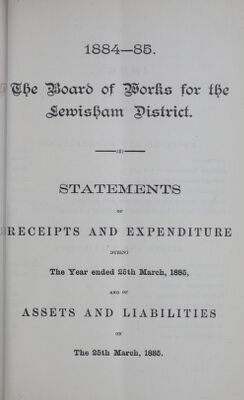 1884—85.
The Board of Works for the
Lewisham District.
STATEMENTS
OF
RECEIPTS AND EXPENDITURE
DURING
The Year ended 25th March, 1885,
AND OF
ASSETS AND LIABILITIES
ON
The 25th March, 1885.